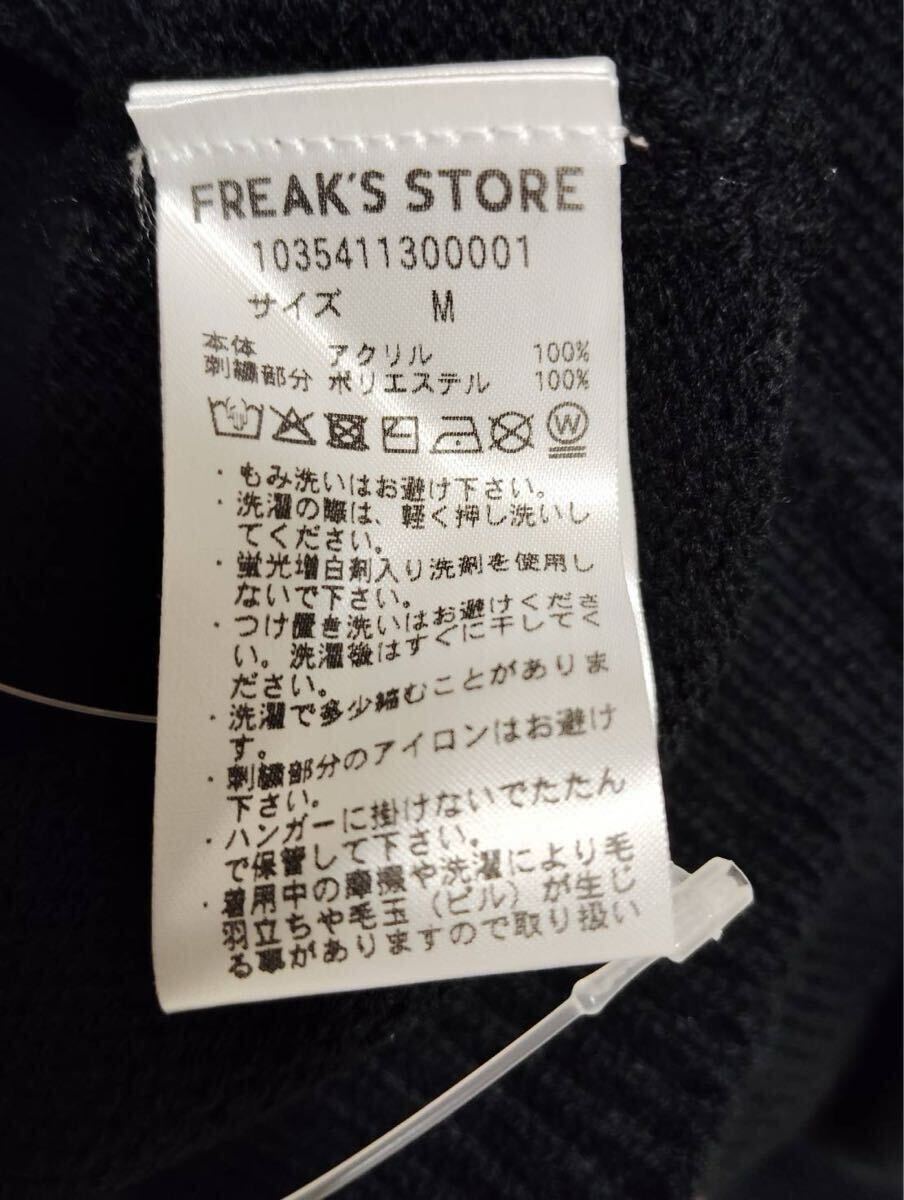 FREAK'S STORE
1035411300001
サイズ M
本体 アクリル 100%
刺繍部分 ポリエステル 100%
W
・もみ洗いはお避け下さい。
・洗濯の際は、軽く押し洗いし
てください。
・蛍光増白剤入り洗剤を使用し
ないで下さい。
・つけ置き洗いはお避けくださ
い。洗濯後はすぐに干してく
ださい。
・洗濯で多少縮むことがありま
す。
・刺繍部分のアイロンはお避け
下さい。
・ハンガーに掛けないでたたん
で保管して下さい。
・着用中の摩擦や洗濯により毛
羽立ちや毛玉（ピル）が生じ
る事がありますので取り扱い